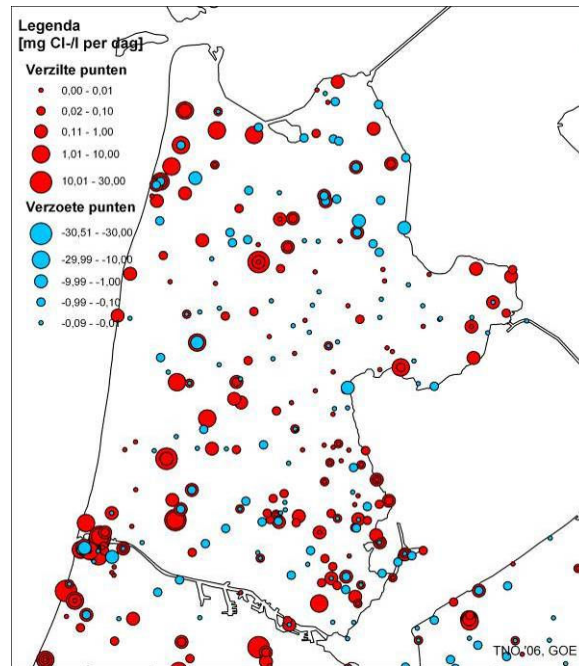 Legenda
[mg Cl-/l per dag]
Verzilte punten
0,00 - 0,01
0,02 - 0,10
0,11 - 1,00
1,01 - 10,00
10,01 - 30,00
Verzoete punten
-30,51 - -30,00
-29,99 - -10,00
-9,99 - -1,00
-0,99 - -0,10
-0,09 - -0,01
TNO '06, GOE